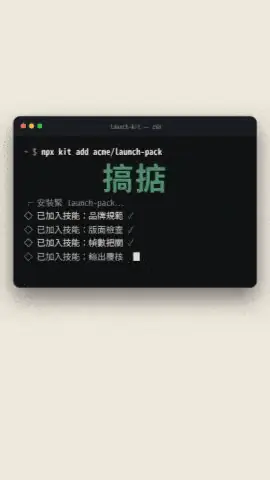 launch-kit — zsh
~ $ npx kit add acme/launch-pack
搞掂
┌ 安裝緊 launch-pack...
◇ 已加入技能：品牌規範 ✓
◇ 已加入技能：版面檢查 ✓
◇ 已加入技能：幀數把關 ✓
◇ 已加入技能：輸出覆核